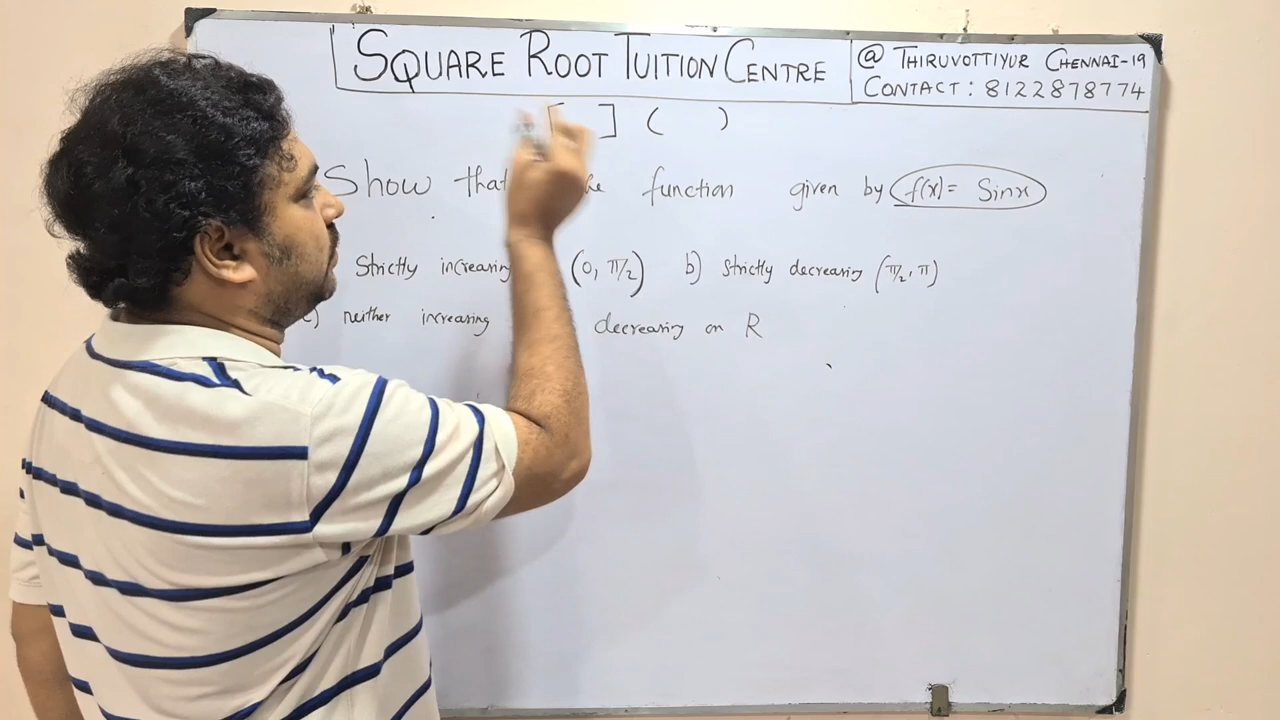 SQUARE ROOT TUITION CENTRE
@ THIRUVOTTIYUR CHENNAI-19
CONTACT : 8122878774
[ ] ( )
Show that function given by f(x)= Sinx
Strictly increasing (0, π/2) b) strictly decreasing (π/2, π)
neither increasing decreasing on R